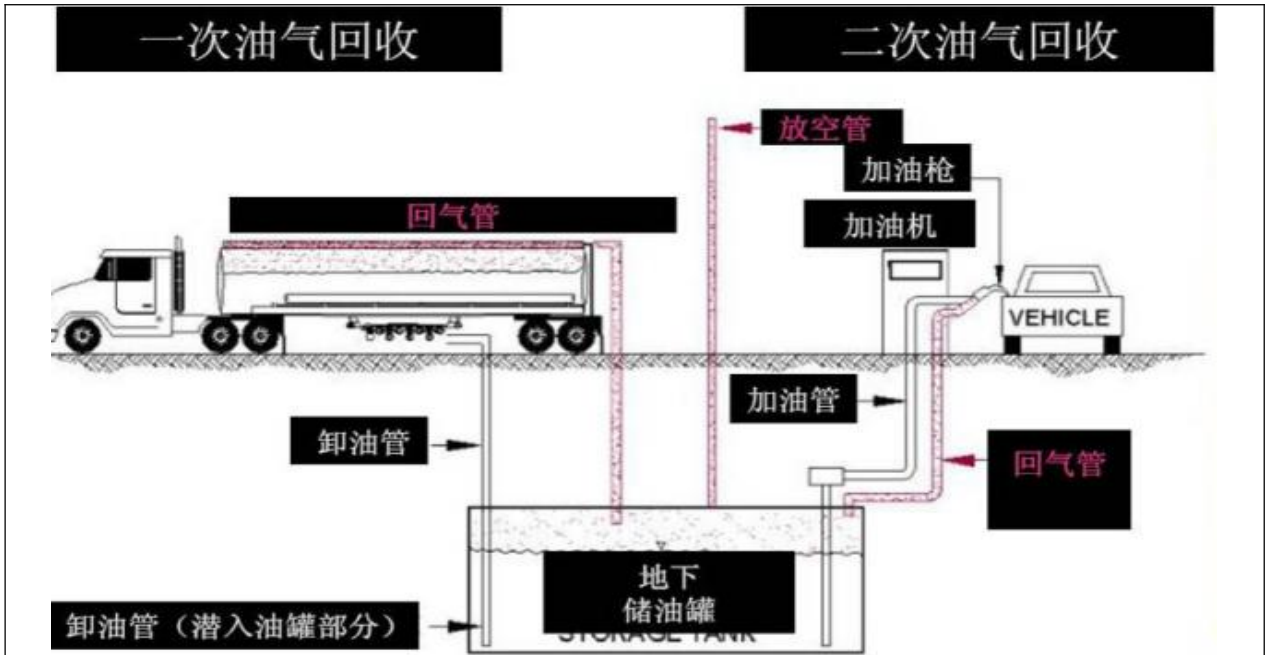 一次油气回收
二次油气回收
放空管
加油枪
回气管
加油机
VEHICLE
加油管
卸油管
回气管
地下
储油罐
STORAGE TANK
卸油管（潜入油罐部分）